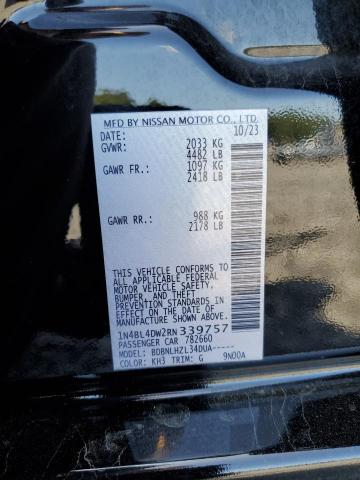 MFD BY NISSAN MOTOR CO., LTD.
DATE: 10/23
GVWR: 2033 KG
4482 LB
GAWR FR.: 1097 KG
2418 LB
GAWR RR.: 988 KG
2178 LB
THIS VEHICLE CONFORMS TO
ALL APPLICABLE FEDERAL
MOTOR VEHICLE SAFETY,
BUMPER, AND THEFT
PREVENTION STANDARDS IN
EFFECT ON THE DATE OF
MANUFACTURE SHOWN ABOVE.
1N4BL4DW2RN339757
PASSENGER CAR 782660
MODEL: BDBNLHZL34DUA-----
COLOR: KH3 TRIM: G 9N00A